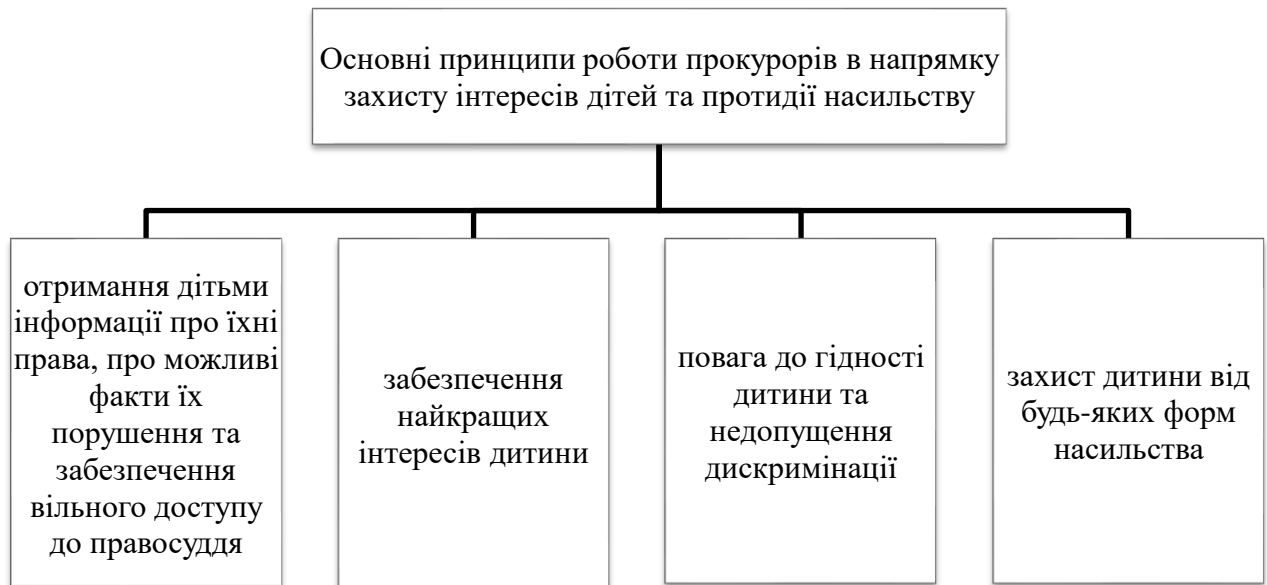 Основні принципи роботи прокурорів в напрямку
захисту інтересів дітей та протидії насильству
отримання дітьми
інформації про їхні
права, про можливі
факти їх
порушення та
забезпечення
вільного доступу
до правосуддя
забезпечення
найкращих
інтересів дитини
повага до гідності
дитини та
недопущення
дискримінації
захист дитини від
будь-яких форм
насильства